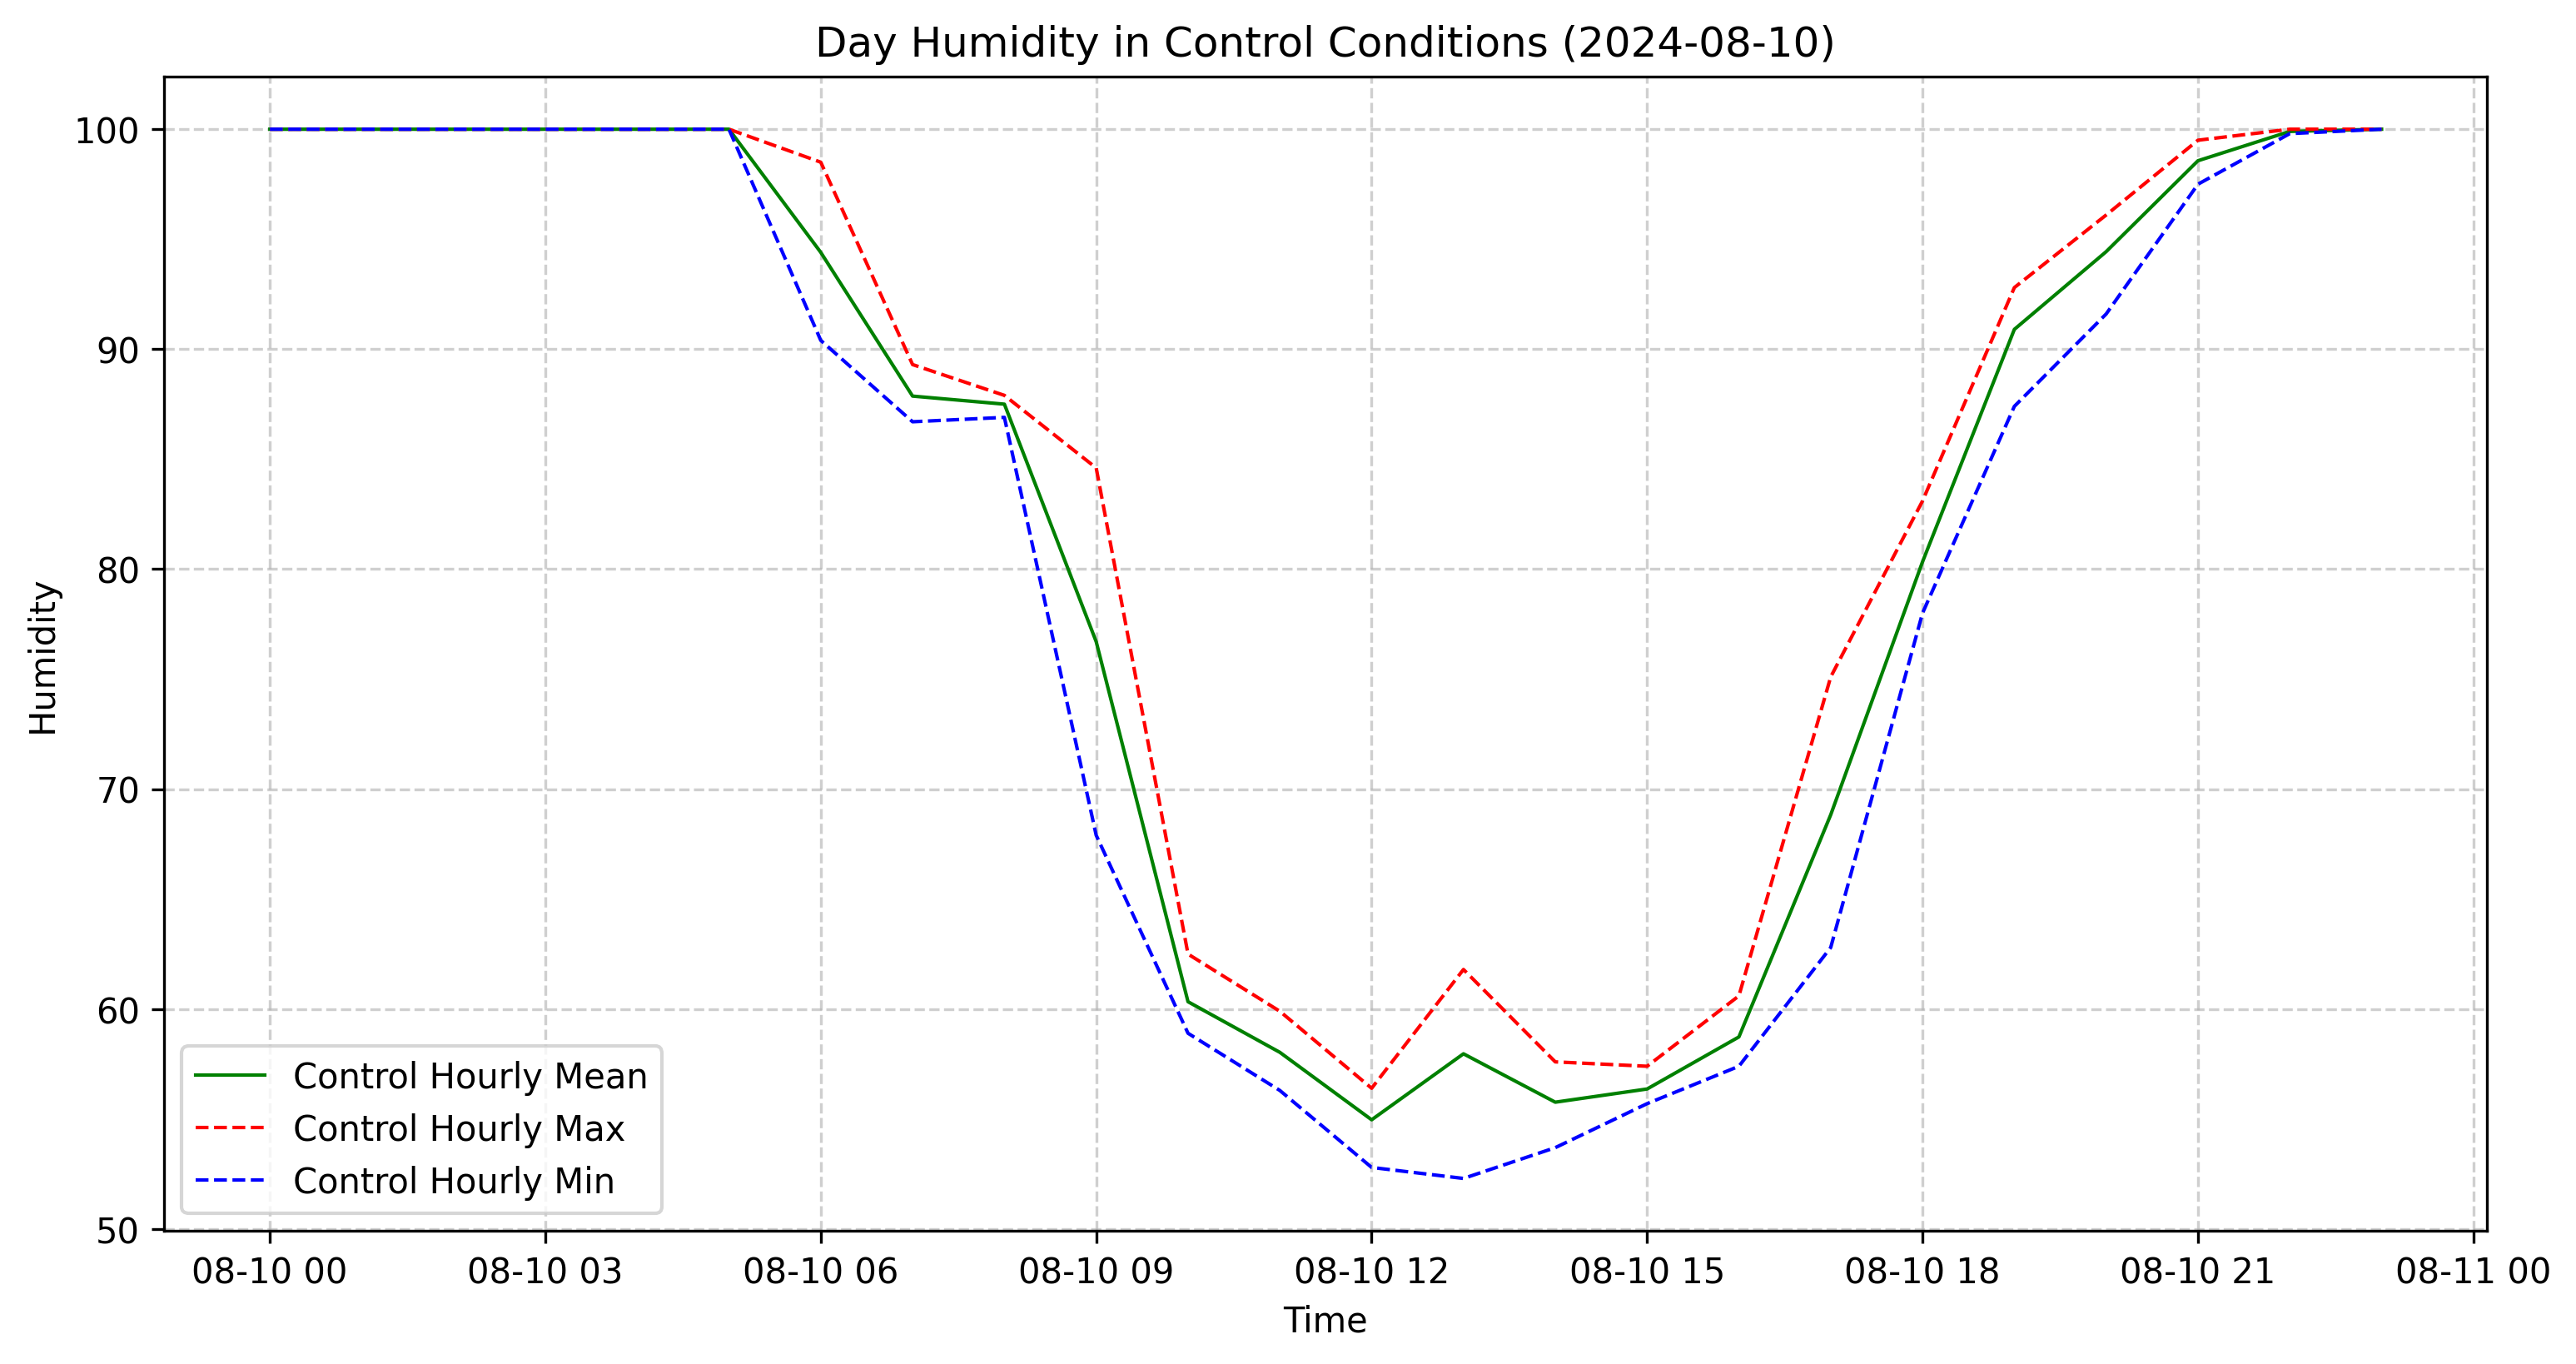 Day Humidity in Control Conditions (2024-08-10)
Humidity
100
90
80
70
60
50
Control Hourly Mean
Control Hourly Max
Control Hourly Min
08-10 00 08-10 03 08-10 06 08-10 09 08-10 12 08-10 15 08-10 18 08-10 21 08-11 00
Time